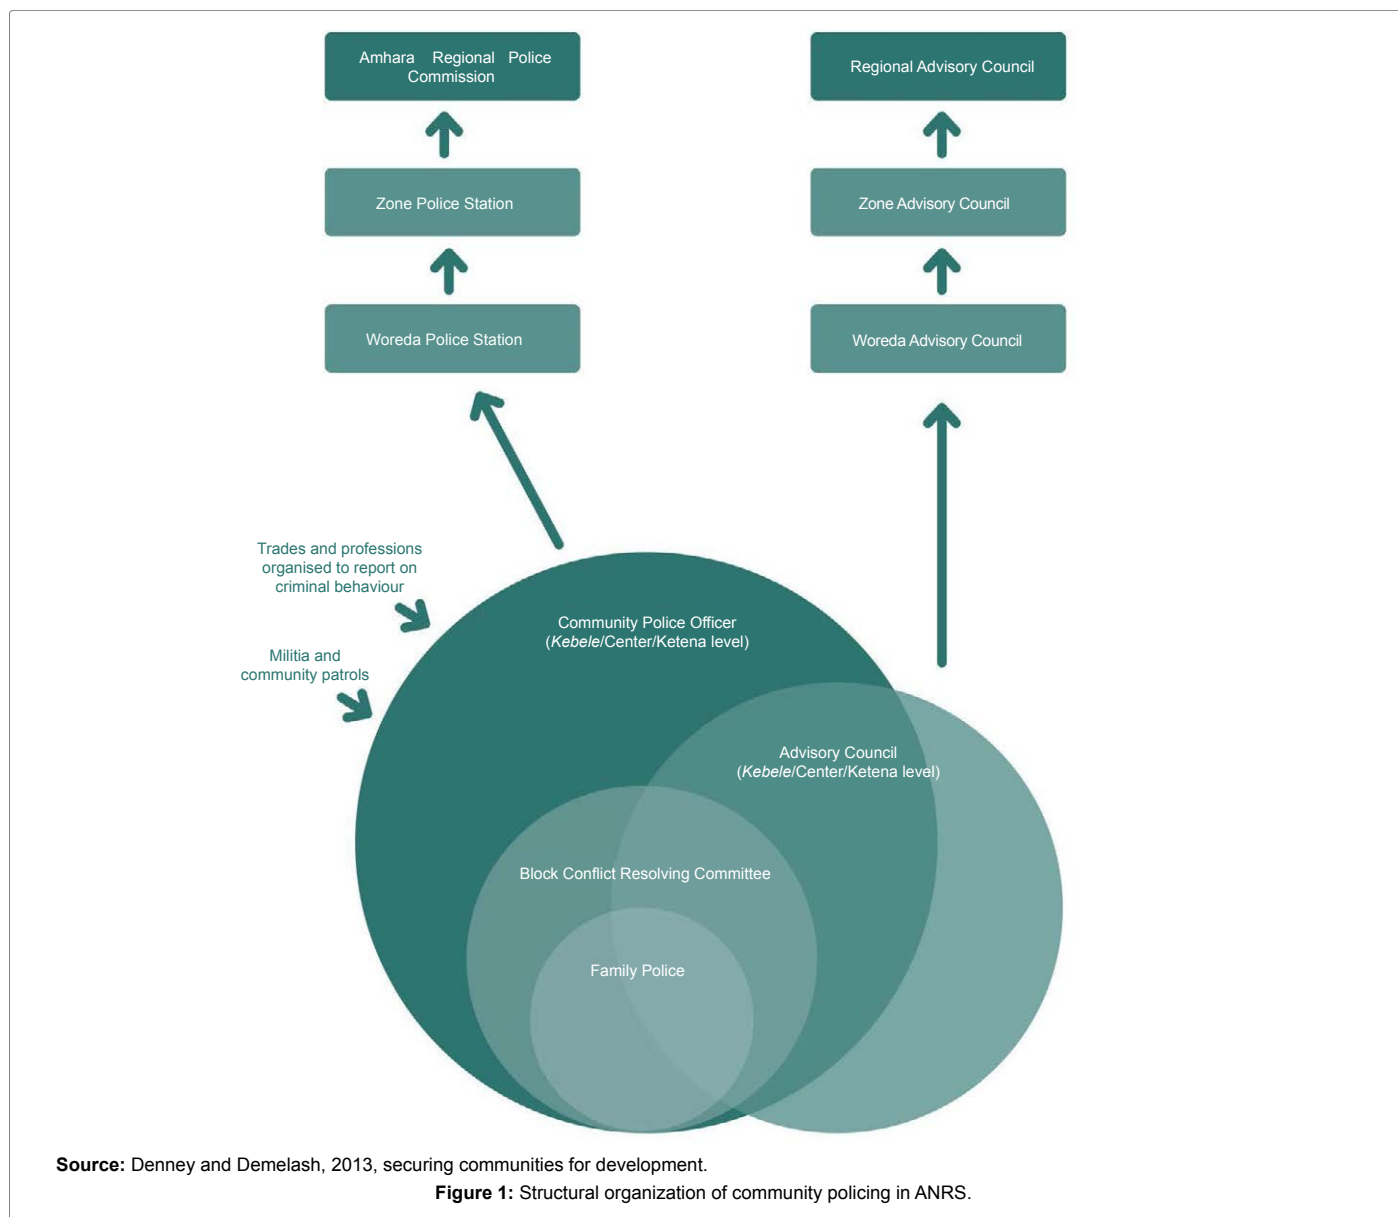 Amhara Regional Police
Commission
Regional Advisory Council
Zone Police Station
Zone Advisory Council
Woreda Police Station
Woreda Advisory Council
Trades and professions
organised to report on
criminal behaviour
Militia and
community patrols
Community Police Officer
(Kebele/Center/Ketena level)
Advisory Council
(Kebele/Center/Ketena level)
Block Conflict Resolving Committee
Family Police
Source: Denney and Demelash, 2013, securing communities for development.
Figure 1: Structural organization of community policing in ANRS.